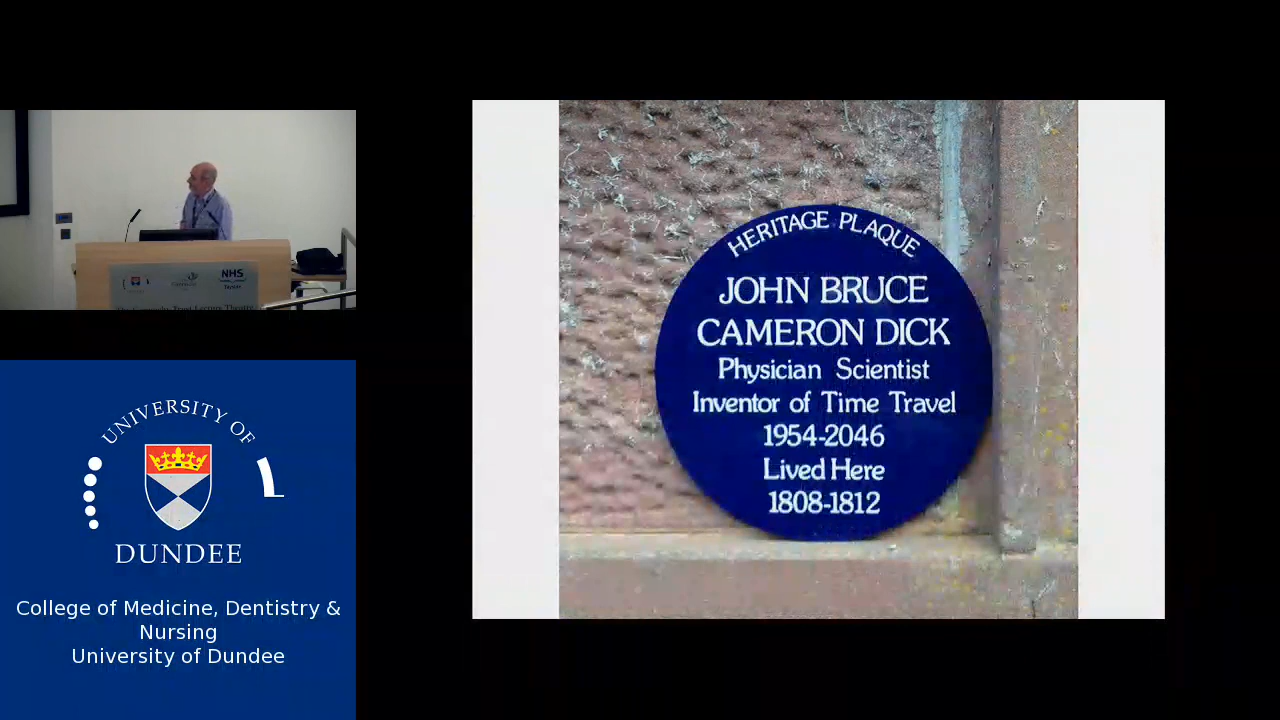 NHS
UNIVERSITY OF
DUNDEE
College of Medicine, Dentistry &
Nursing
University of Dundee
HERITAGE PLAQUE
JOHN BRUCE
CAMERON DICK
Physician Scientist
Inventor of Time Travel
1954-2046
Lived Here
1808-1812